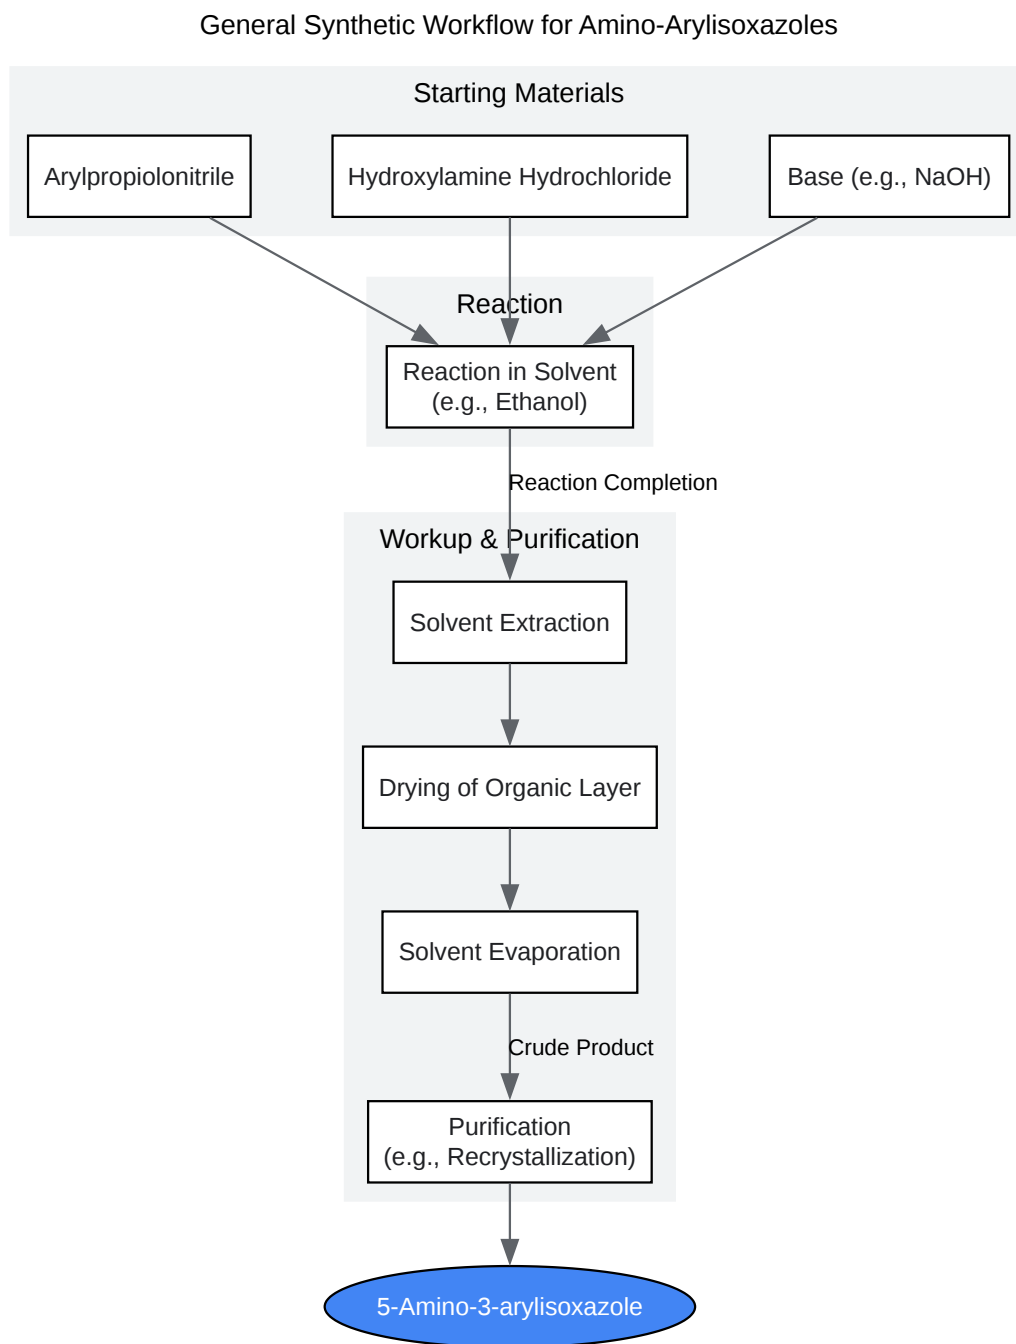 General Synthetic Workflow for Amino-Arylisoxazoles
Starting Materials
Arylpropiolonitrile
Hydroxylamine Hydrochloride
Base (e.g., NaOH)
Reaction
Reaction in Solvent
(e.g., Ethanol)
Reaction Completion
Workup & Purification
Solvent Extraction
Drying of Organic Layer
Solvent Evaporation
Crude Product
Purification
(e.g., Recrystallization)
5-Amino-3-arylisoxazole